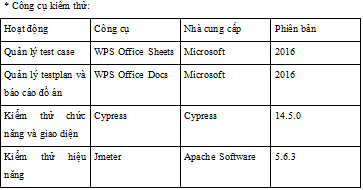 * Công cụ kiểm thử:
Hoạt động	Công cụ	Nhà cung cấp	Phiên bản
Quản lý test case	WPS Office Sheets	Microsoft	2016
Quản lý testplan và	WPS Office Docs	Microsoft	2016
báo cáo đồ án
Kiểm thử chức	Cypress	Cypress	14.5.0
năng và giao diện
Kiểm thử hiệu	Jmeter	Apache Software	5.6.3
năng